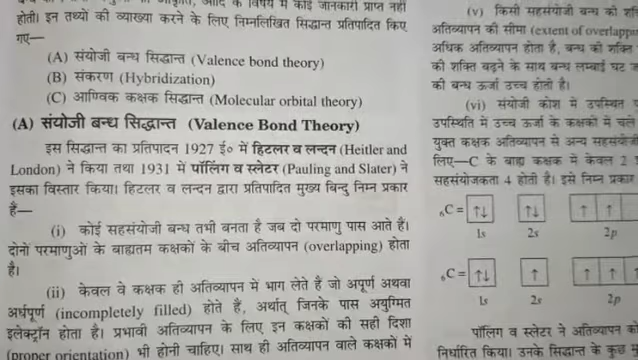 होती। इन तथ्यों की व्याख्या करने के लिए निम्नलिखित सिद्धान्त प्रतिपादित किए
गए—
(A) संयोजी बन्ध सिद्धान्त (Valence bond theory)
(B) संकरण (Hybridization)
(C) आण्विक कक्षक सिद्धान्त (Molecular orbital theory)
(A) संयोजी बन्ध सिद्धान्त (Valence Bond Theory)
इस सिद्धान्त का प्रतिपादन 1927 ई० में हिटलर व लन्दन (Heitler and
London) ने किया तथा 1931 में पॉलिंग व स्लेटर (Pauling and Slater) ने
इसका विस्तार किया। हिटलर व लन्दन द्वारा प्रतिपादित मुख्य बिन्दु निम्न प्रकार
हैं—
(i) कोई सहसंयोजी बन्ध तभी बनता है जब दो परमाणु पास आते हैं।
दोनों परमाणुओं के बाह्यतम कक्षकों के बीच अतिव्यापन (overlapping) होता
है।
(ii) केवल वे कक्षक ही अतिव्यापन में भाग लेते हैं जो अपूर्ण अथवा
अर्धपूर्ण (incompletely filled) होते हैं, अर्थात् जिनके पास अयुग्मित
इलेक्ट्रॉन होता है। प्रभावी अतिव्यापन के लिए इन कक्षकों की सही दिशा
(proper orientation) भी होनी चाहिए। साथ ही अतिव्यापन वाले कक्षकों में
(v) किसी सहसंयोजी बन्ध की
अतिव्यापन की सीमा (extent of
अधिक अतिव्यापन होता है, बन्ध की शक्ति
की शक्ति बढ़ने के साथ बन्ध लम्बाई घट
की बन्ध ऊर्जा उच्च होती है।
(vi) संयोजी कोश में उपस्थित
उपस्थिति में उच्च ऊर्जा के कक्षकों में चले
युक्त कक्षक अतिव्यापन से अन्य
लिए—C के बाह्य कक्षक में केवल 2
सहसंयोजकता 4 होती है। इसे निम्न प्रकार
₆C = ↑↓ ↑↓ ↑ ↑
1s 2s 2p
₆C = ↑↓ ↑ ↑ ↑
1s 2s 2p
पॉलिंग व स्लेटर ने अतिव्यापन
निर्धारित किया। उनके सिद्धान्त के कुछ